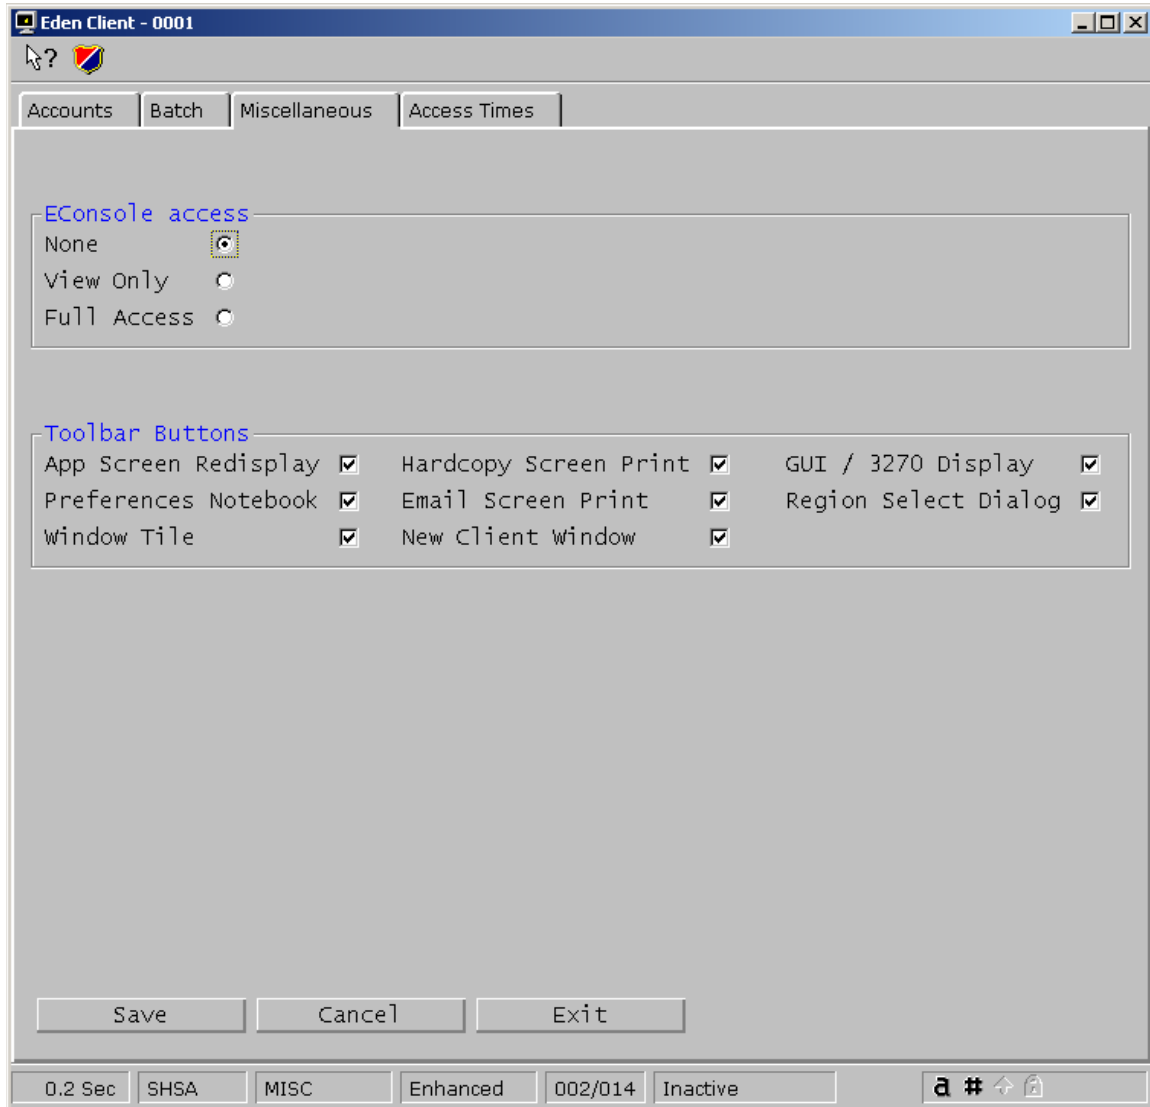 Eden Client - 0001
?
Accounts Batch Miscellaneous Access Times
EConsole access
None
View Only
Full Access
Toolbar Buttons
App Screen Redisplay Hardcopy Screen Print GUI / 3270 Display
Preferences Notebook Email Screen Print Region Select Dialog
Window Tile New Client Window
Save Cancel Exit
0.2 Sec SHSA MISC Enhanced 002/014 Inactive a #